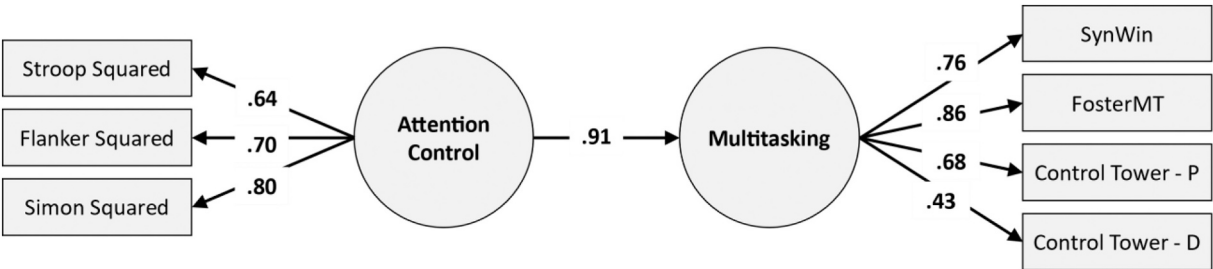 Stroop Squared
Flanker Squared
Simon Squared
.64
.70
.80
Attention
Control
.91
Multitasking
.76
.86
.68
.43
SynWin
FosterMT
Control Tower - P
Control Tower - D